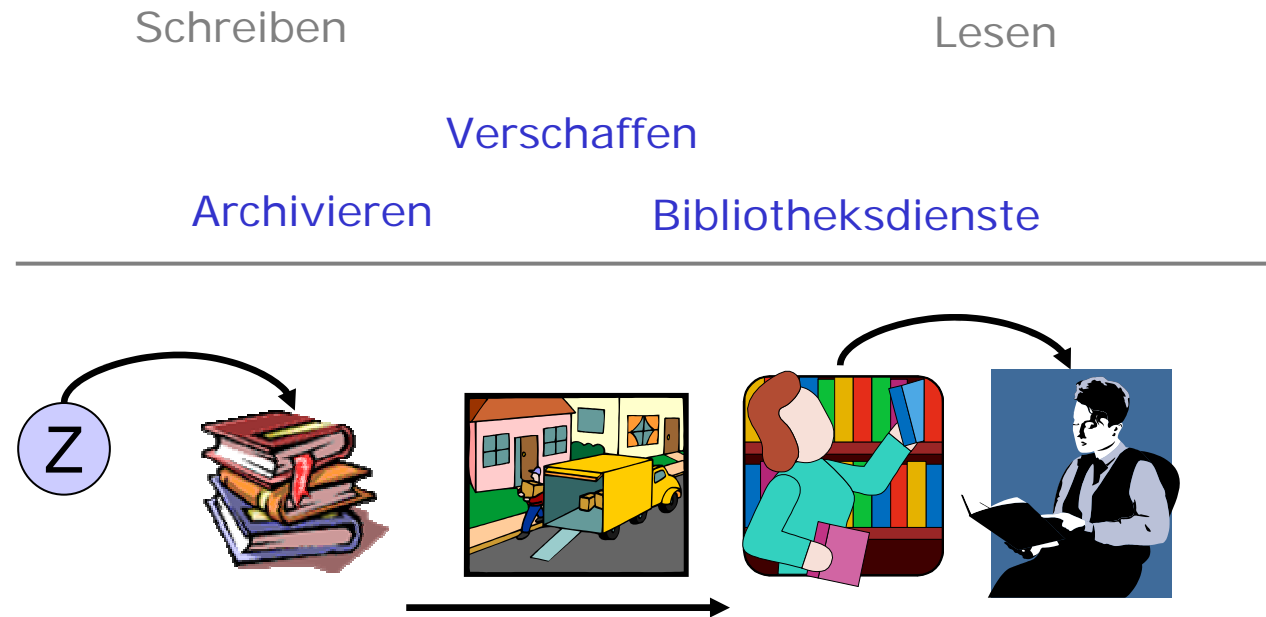 Schreiben
Lesen
Verschaffen
Archivieren
Bibliotheksdienste
Z